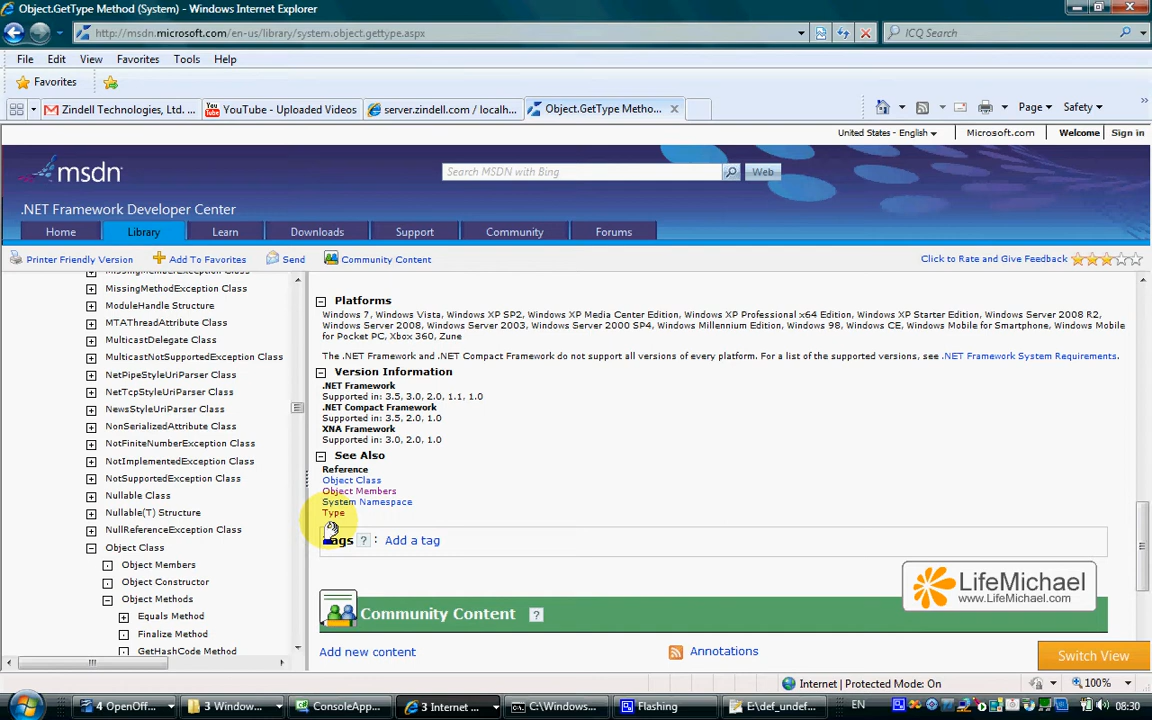 Object.GetType Method (System) - Windows Internet Explorer
http://msdn.microsoft.com/en-us/library/system.object.gettype.aspx
ICQ Search
File Edit View Favorites Tools Help
Favorites
Zindell Technologies, Ltd. ...
YouTube - Uploaded Videos
server.zindell.com / localh...
Object.GetType Metho...
Page
Safety
United States - English
Microsoft.com
Welcome
Sign in
msdn
Search MSDN with Bing
Web
.NET Framework Developer Center
Home Library Learn Downloads Support Community Forums
Printer Friendly Version
Add To Favorites
Send
Community Content
Click to Rate and Give Feedback
MissingMemberException Class
MissingMethodException Class
ModuleHandle Structure
MTAThreadAttribute Class
MulticastDelegate Class
MulticastNotSupportedException Class
NetPipeStyleUriParser Class
NetTcpStyleUriParser Class
NewsStyleUriParser Class
NonSerializedAttribute Class
NotFiniteNumberException Class
NotImplementedException Class
NotSupportedException Class
Nullable Class
Nullable(T) Structure
NullReferenceException Class
Object Class
Object Members
Object Constructor
Object Methods
Equals Method
Finalize Method
GetHashCode Method
Platforms
Windows 7, Windows Vista, Windows XP SP2, Windows XP Media Center Edition, Windows XP Professional x64 Edition, Windows XP Starter Edition, Windows Server 2008 R2,
Windows Server 2008, Windows Server 2003, Windows Server 2000 SP4, Windows Millennium Edition, Windows 98, Windows CE, Windows Mobile for Smartphone, Windows Mobile
for Pocket PC, Xbox 360, Zune
The .NET Framework and .NET Compact Framework do not support all versions of every platform. For a list of the supported versions, see .NET Framework System Requirements.
Version Information
.NET Framework
Supported in: 3.5, 3.0, 2.0, 1.1, 1.0
.NET Compact Framework
Supported in: 3.5, 2.0, 1.0
XNA Framework
Supported in: 3.0, 2.0, 1.0
See Also
Reference
Object Class
Object Members
System Namespace
Type
Tags ? : Add a tag
LifeMichael
www.LifeMichael.com
Community Content ?
Add new content
Annotations
Switch View
Internet | Protected Mode: On
100%
4 OpenOff...
3 Window...
ConsoleApp...
3 Internet ...
C:\Windows...
Flashing
E:\def_undef...
EN
08:30